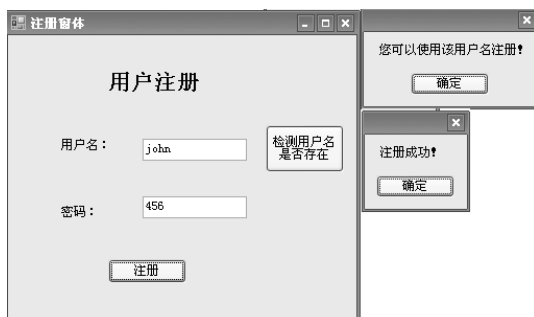 注册窗体
用户注册
用户名：
john
检测用户名
是否存在
密码：
456
注册
您可以使用该用户名注册！
确定
注册成功！
确定